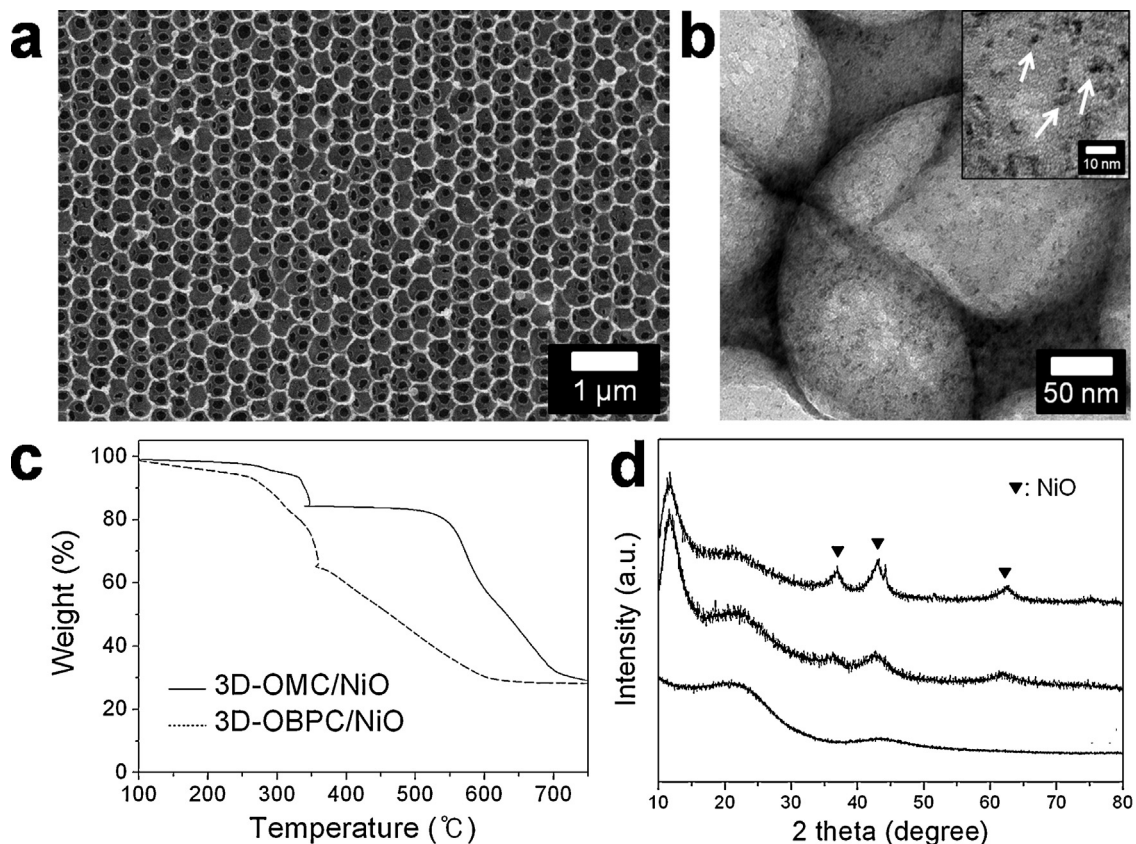 a
1 µm
b
10 nm
50 nm
c
Weight (%)
100
80
60
40
20
0
3D-OMC/NiO
3D-OBPC/NiO
100 200 300 400 500 600 700
Temperature (℃)
d
▼: NiO
Intensity (a.u.)
10 20 30 40 50 60 70 80
2 theta (degree)